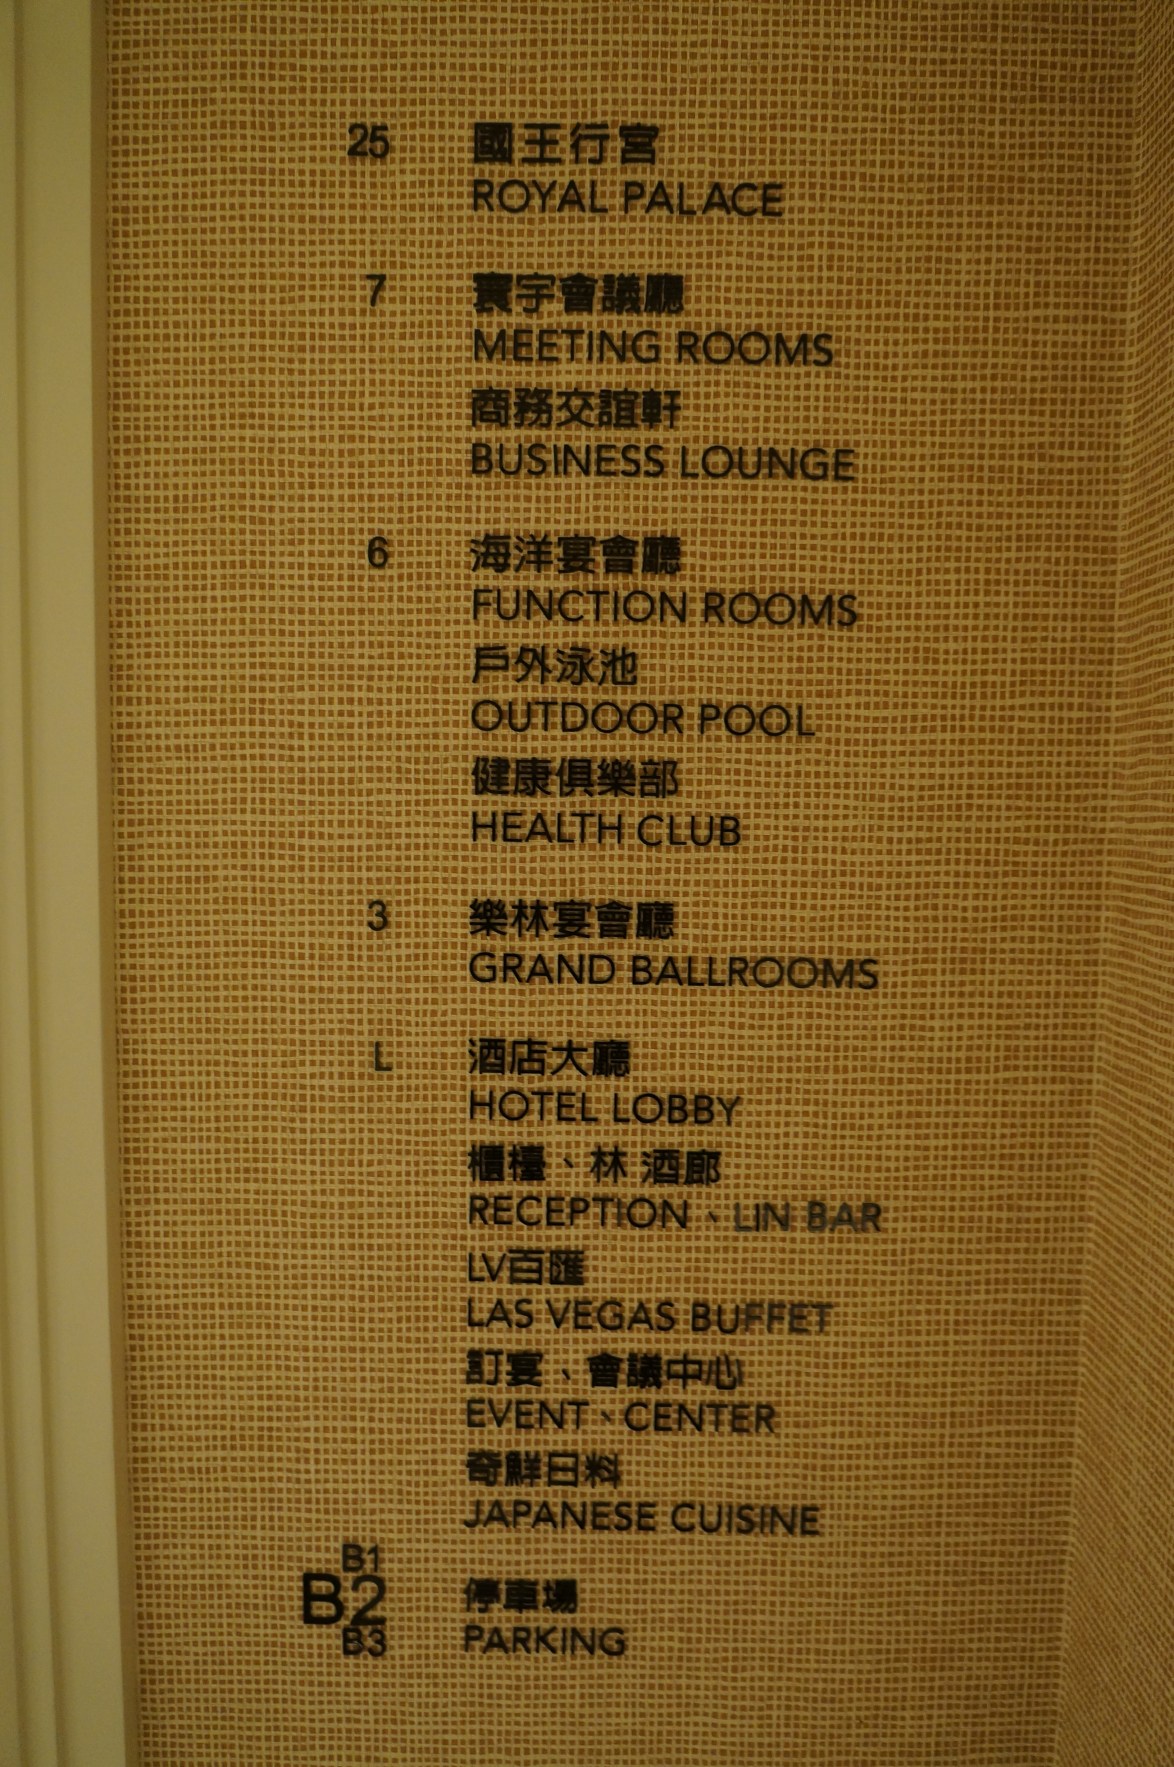 25 國王行宮
ROYAL PALACE
7 寰宇會議廳
MEETING ROOMS
商務交誼軒
BUSINESS LOUNGE
6 海洋宴會廳
FUNCTION ROOMS
戶外泳池
OUTDOOR POOL
健康俱樂部
HEALTH CLUB
3 樂林宴會廳
GRAND BALLROOMS
L 酒店大廳
HOTEL LOBBY
櫃檯、林 酒廊
RECEPTION、LIN BAR
LV百匯
LAS VEGAS BUFFET
訂宴、會議中心
EVENT、CENTER
奇鮮日料
JAPANESE CUISINE
B1
B2 停車場
B3 PARKING